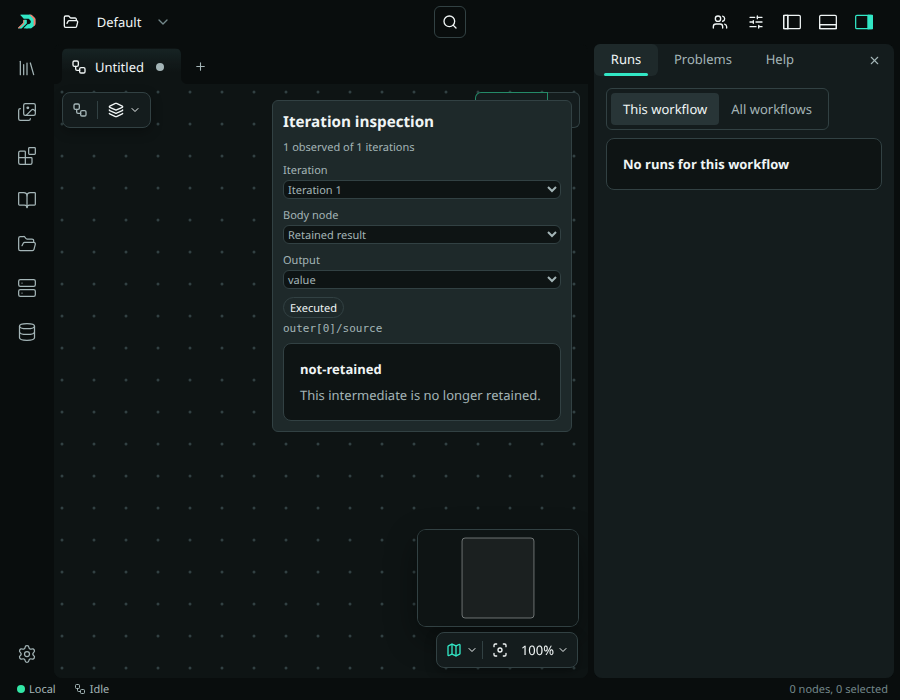 Default
Untitled
Iteration inspection
1 observed of 1 iterations
Iteration
Iteration 1
Body node
Retained result
Output
value
Executed
outer[0]/source
not-retained
This intermediate is no longer retained.
100%
Runs
Problems
Help
This workflow
All workflows
No runs for this workflow
Local
Idle
0 nodes, 0 selected